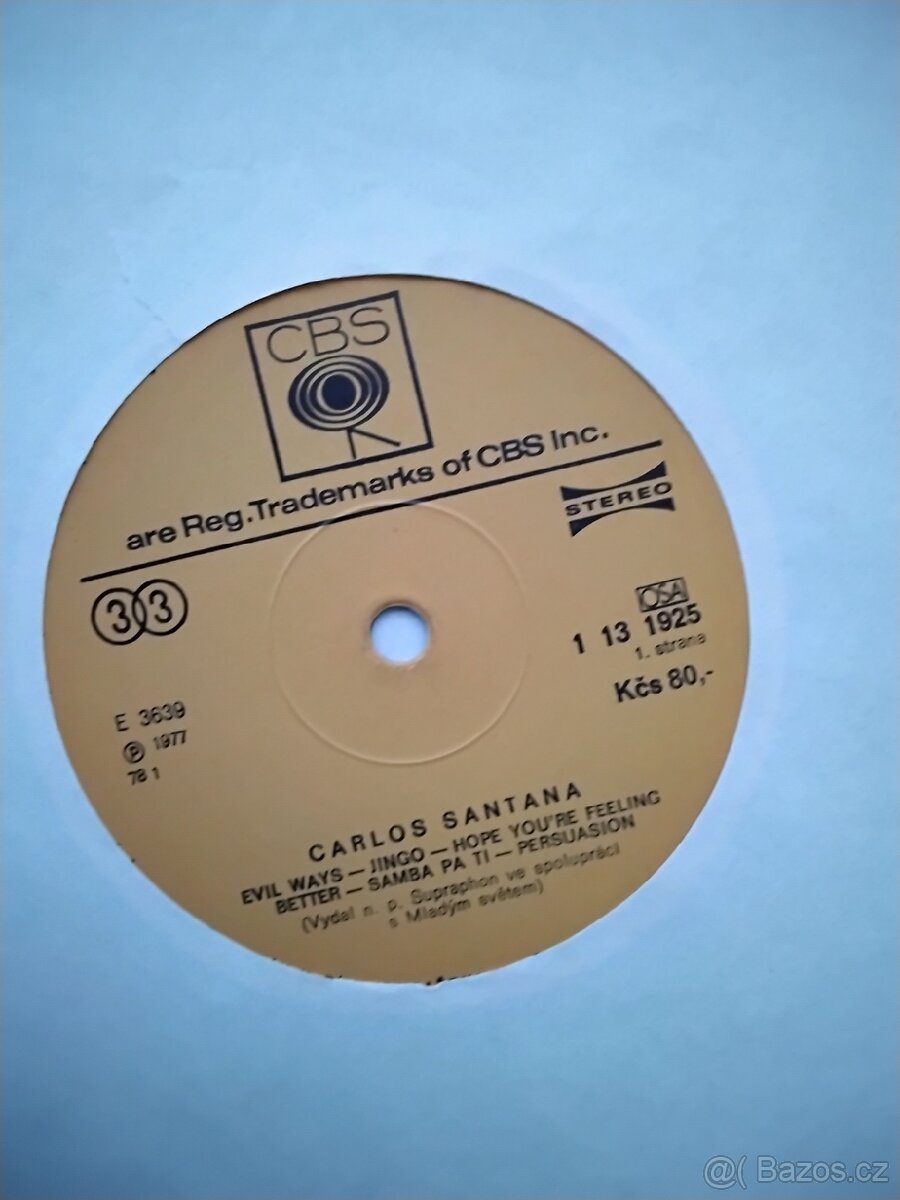 CBS
are Reg.Trademarks of CBS Inc.
STEREO
33
OSA
1 13 1925
1. strana
Kčs 80,-
E 3639
Ⓟ 1977
78 1
CARLOS SANTANA
EVIL WAYS – JINGO – HOPE YOU'RE FEELING
BETTER – SAMBA PA TI – PERSUASION
(Vydal n. p. Supraphon ve spolupráci
s Mladým světem)
@( Bazos.cz